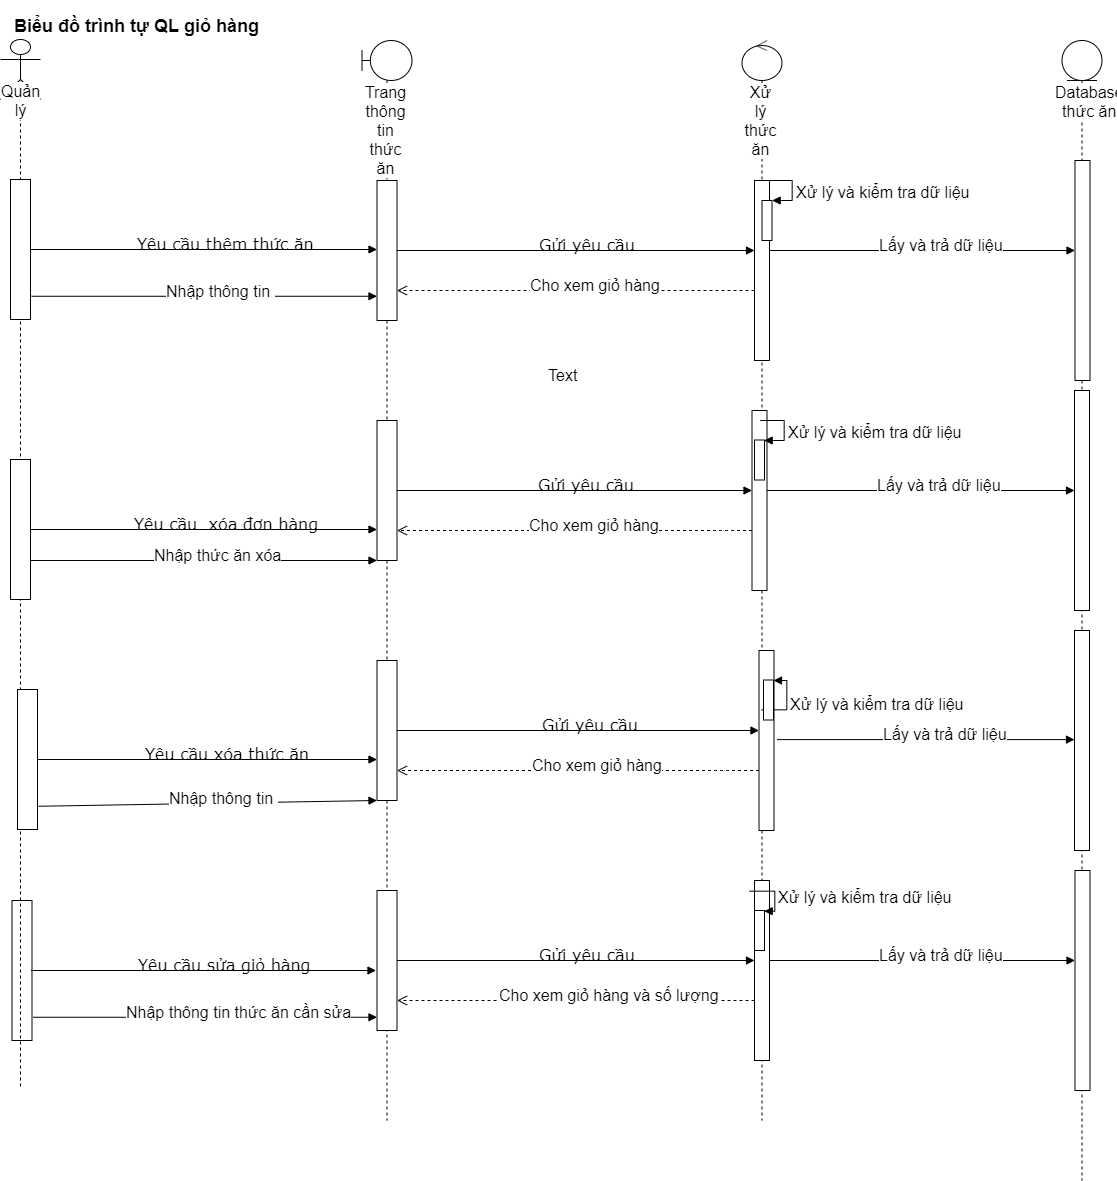 Biểu đồ trình tự QL giỏ hàng
Quản
lý
Trang
thông
tin
thức
ăn
Xử
lý
thức
ăn
Database
thức ăn
Xử lý và kiểm tra dữ liệu
Yêu cầu thêm thức ăn
Gửi yêu cầu
Lấy và trả dữ liệu
Nhập thông tin
Cho xem giỏ hàng
Text
Xử lý và kiểm tra dữ liệu
Gửi yêu cầu
Lấy và trả dữ liệu
Yêu cầu  xóa đơn hàng
Cho xem giỏ hàng
Nhập thức ăn xóa
Xử lý và kiểm tra dữ liệu
Gửi yêu cầu
Lấy và trả dữ liệu
Yêu cầu xóa thức ăn
Cho xem giỏ hàng
Nhập thông tin
Xử lý và kiểm tra dữ liệu
Gửi yêu cầu
Lấy và trả dữ liệu
Yêu cầu sửa giỏ hàng
Cho xem giỏ hàng và số lượng
Nhập thông tin thức ăn cần sửa